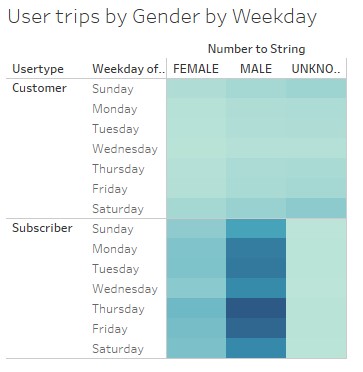 User trips by Gender by Weekday
Number to String
Usertype Weekday of.. FEMALE MALE UNKNO..
Customer Sunday
Monday
Tuesday
Wednesday
Thursday
Friday
Saturday
Subscriber Sunday
Monday
Tuesday
Wednesday
Thursday
Friday
Saturday